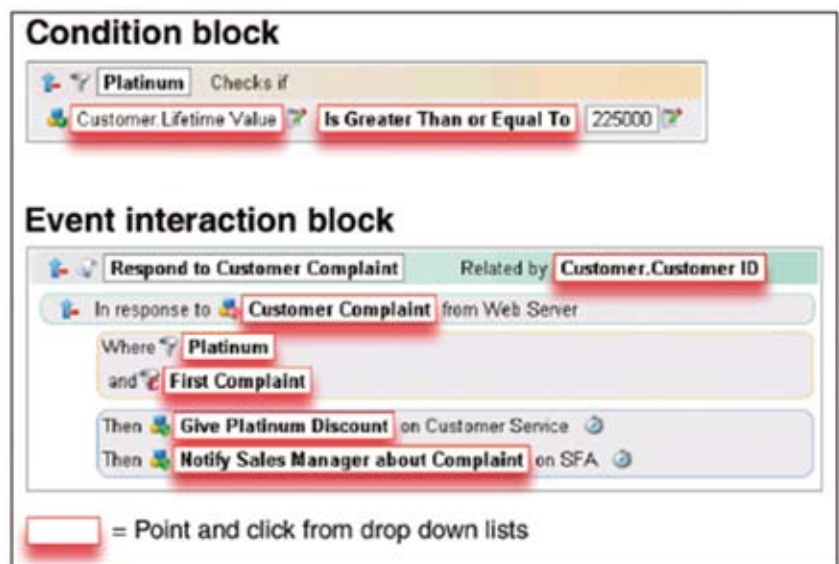 Condition block
Platinum Checks if
Customer.Lifetime Value Is Greater Than or Equal To 225000
Event interaction block
Respond to Customer Complaint Related by Customer.Customer ID
In response to Customer Complaint from Web Server
Where Platinum
and First Complaint
Then Give Platinum Discount on Customer Service
Then Notify Sales Manager about Complaint on SFA
= Point and click from drop down lists